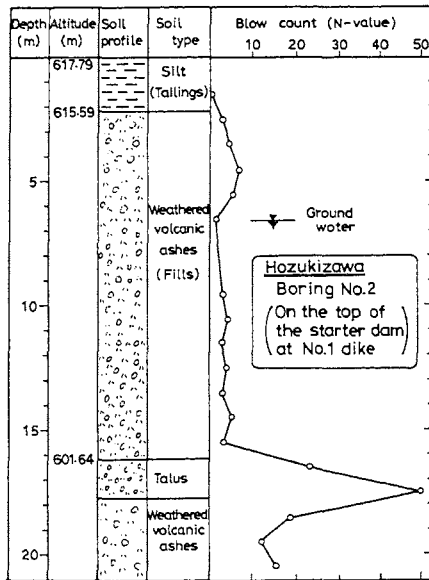 Depth Altitude Soil Soil Blow count (N-value)
(m) (m) profile type 10 20 30 40 50
617·79
Silt
(Tailings)
615·59
5
Weathered
volcanic
ashes
(Fills)
Ground
woter
Hozukizawa
Boring No.2
(On the top of
the starter dam
at No.1 dike)
10
15
601·64
Talus
Weathered
volcanic
ashes
20